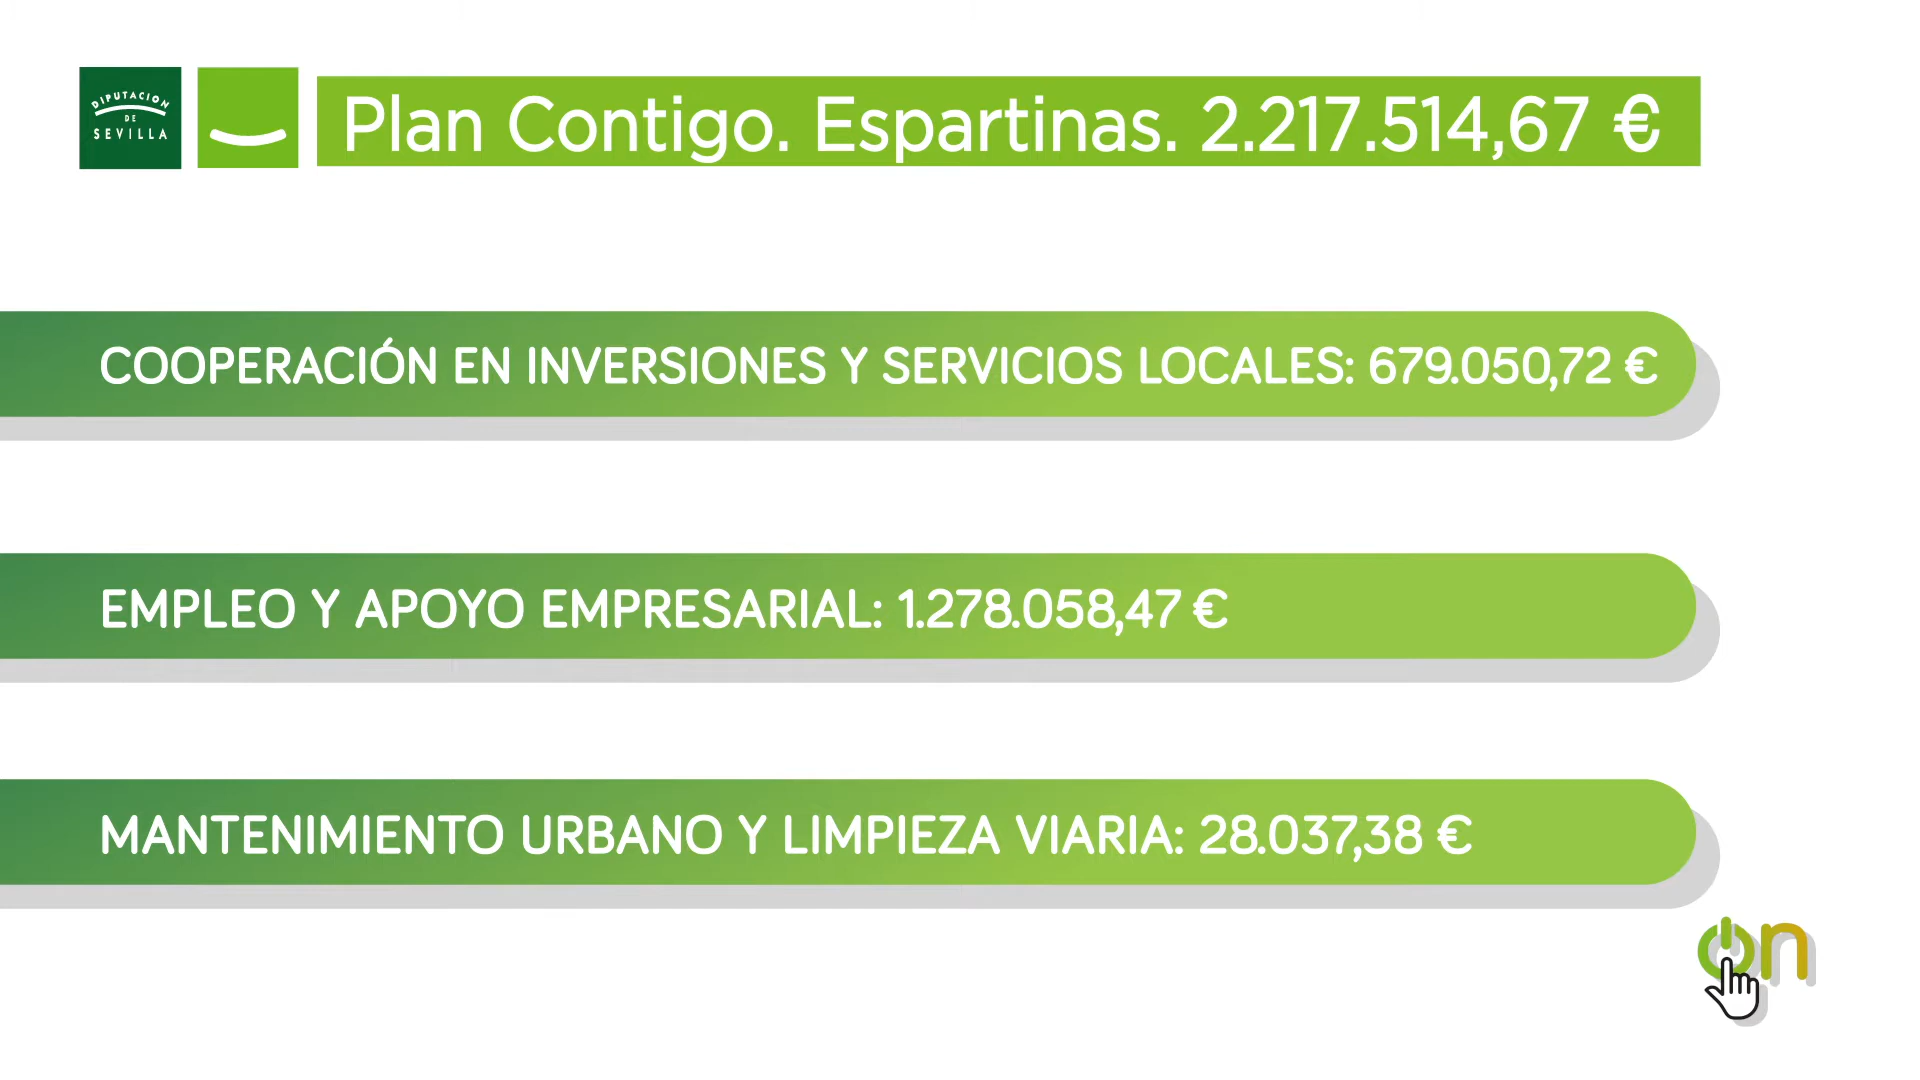 DIPUTACION
DE
SEVILLA
Plan Contigo. Espartinas. 2.217.514,67 €
COOPERACIÓN EN INVERSIONES Y SERVICIOS LOCALES: 679.050,72 €
EMPLEO Y APOYO EMPRESARIAL: 1.278.058,47 €
MANTENIMIENTO URBANO Y LIMPIEZA VIARIA: 28.037,38 €
on